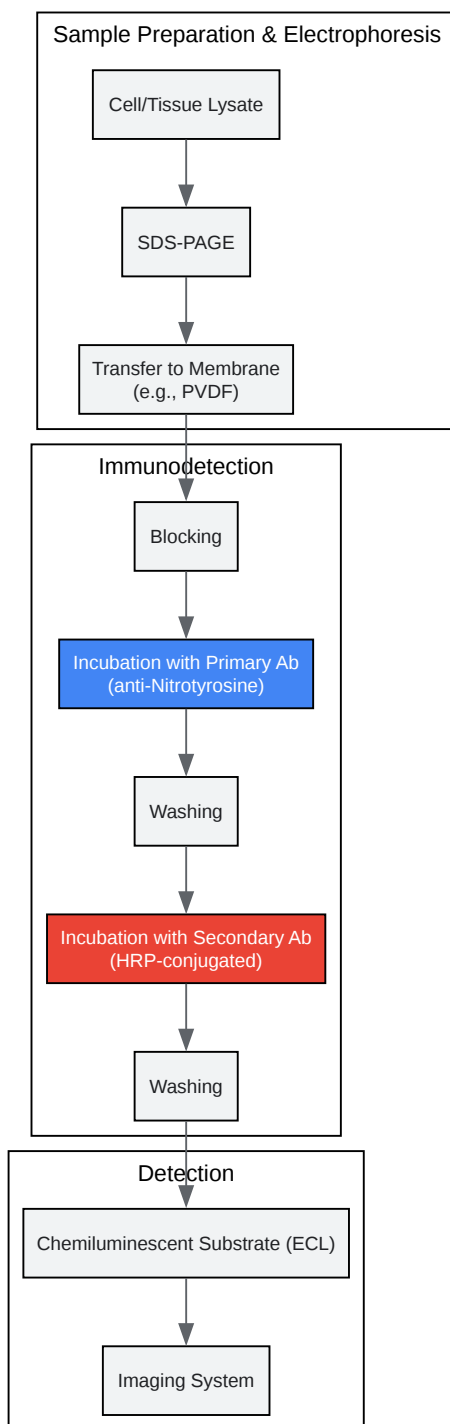 Sample Preparation & Electrophoresis
Cell/Tissue Lysate
SDS-PAGE
Transfer to Membrane
(e.g., PVDF)
Immunodetection
Blocking
Incubation with Primary Ab
(anti-Nitrotyrosine)
Washing
Incubation with Secondary Ab
(HRP-conjugated)
Washing
Detection
Chemiluminescent Substrate (ECL)
Imaging System